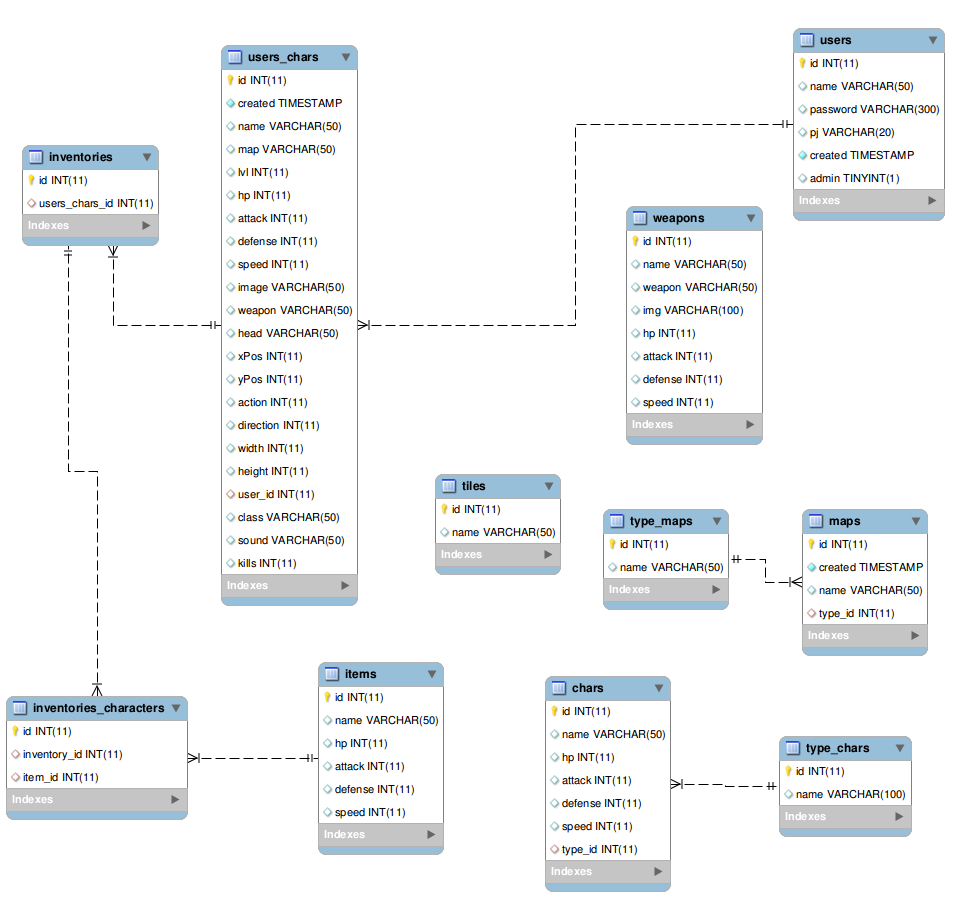 users_chars
id INT(11)
created TIMESTAMP
name VARCHAR(50)
map VARCHAR(50)
lvl INT(11)
hp INT(11)
attack INT(11)
defense INT(11)
speed INT(11)
image VARCHAR(50)
weapon VARCHAR(50)
head VARCHAR(50)
xPos INT(11)
yPos INT(11)
action INT(11)
direction INT(11)
width INT(11)
height INT(11)
user_id INT(11)
class VARCHAR(50)
sound VARCHAR(50)
kills INT(11)
Indexes
users
id INT(11)
name VARCHAR(50)
password VARCHAR(300)
pj VARCHAR(20)
created TIMESTAMP
admin TINYINT(1)
Indexes
inventories
id INT(11)
users_chars_id INT(11)
Indexes
weapons
id INT(11)
name VARCHAR(50)
weapon VARCHAR(50)
img VARCHAR(100)
hp INT(11)
attack INT(11)
defense INT(11)
speed INT(11)
Indexes
tiles
id INT(11)
name VARCHAR(50)
Indexes
type_maps
id INT(11)
name VARCHAR(50)
Indexes
maps
id INT(11)
created TIMESTAMP
name VARCHAR(50)
type_id INT(11)
Indexes
inventories_characters
id INT(11)
inventory_id INT(11)
item_id INT(11)
Indexes
items
id INT(11)
name VARCHAR(50)
hp INT(11)
attack INT(11)
defense INT(11)
speed INT(11)
Indexes
chars
id INT(11)
name VARCHAR(50)
hp INT(11)
attack INT(11)
defense INT(11)
speed INT(11)
type_id INT(11)
Indexes
type_chars
id INT(11)
name VARCHAR(100)
Indexes